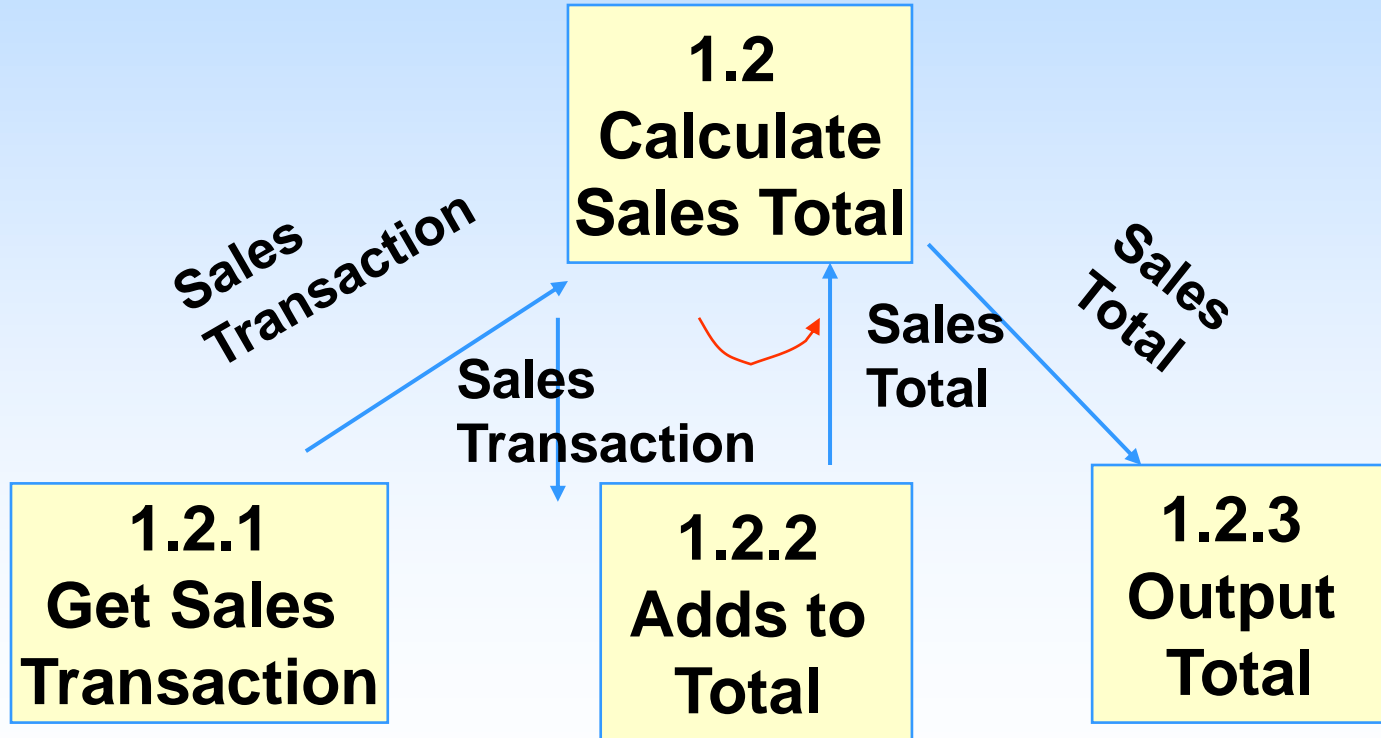 1.2
Calculate
Sales Total
Sales
Transaction
Sales
Transaction
Sales
Total
Sales
Total
1.2.1
Get Sales
Transaction
1.2.2
Adds to
Total
1.2.3
Output
Total